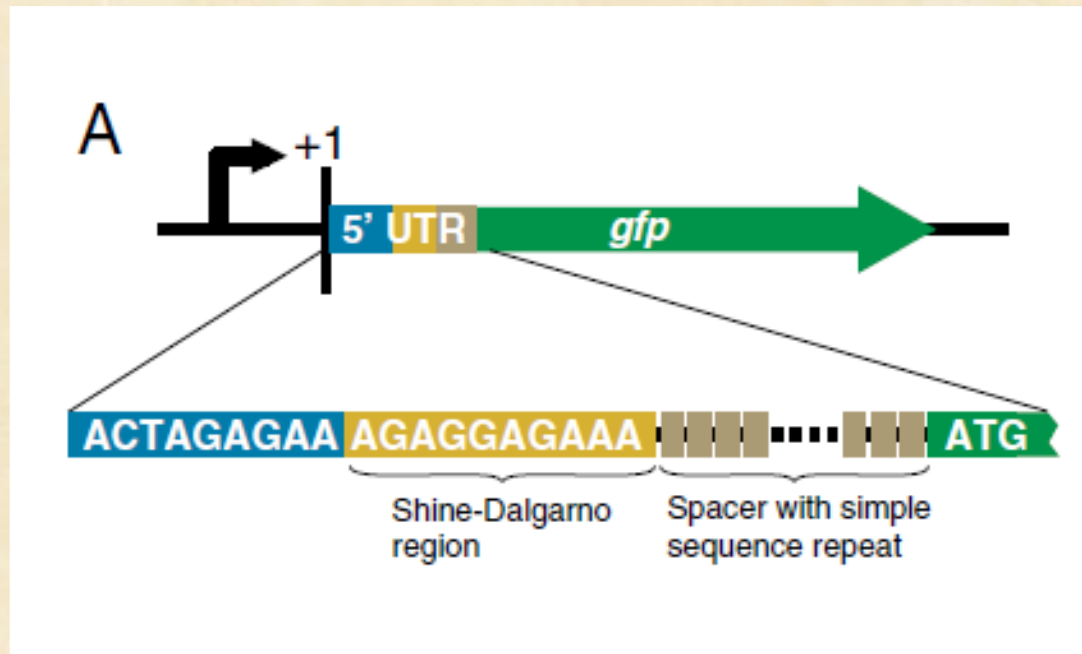 A
+1
5' UTR
gfp
ACTAGAGAA AGAGGAGAAA ATG
Shine-Dalgarno
region
Spacer with simple
sequence repeat